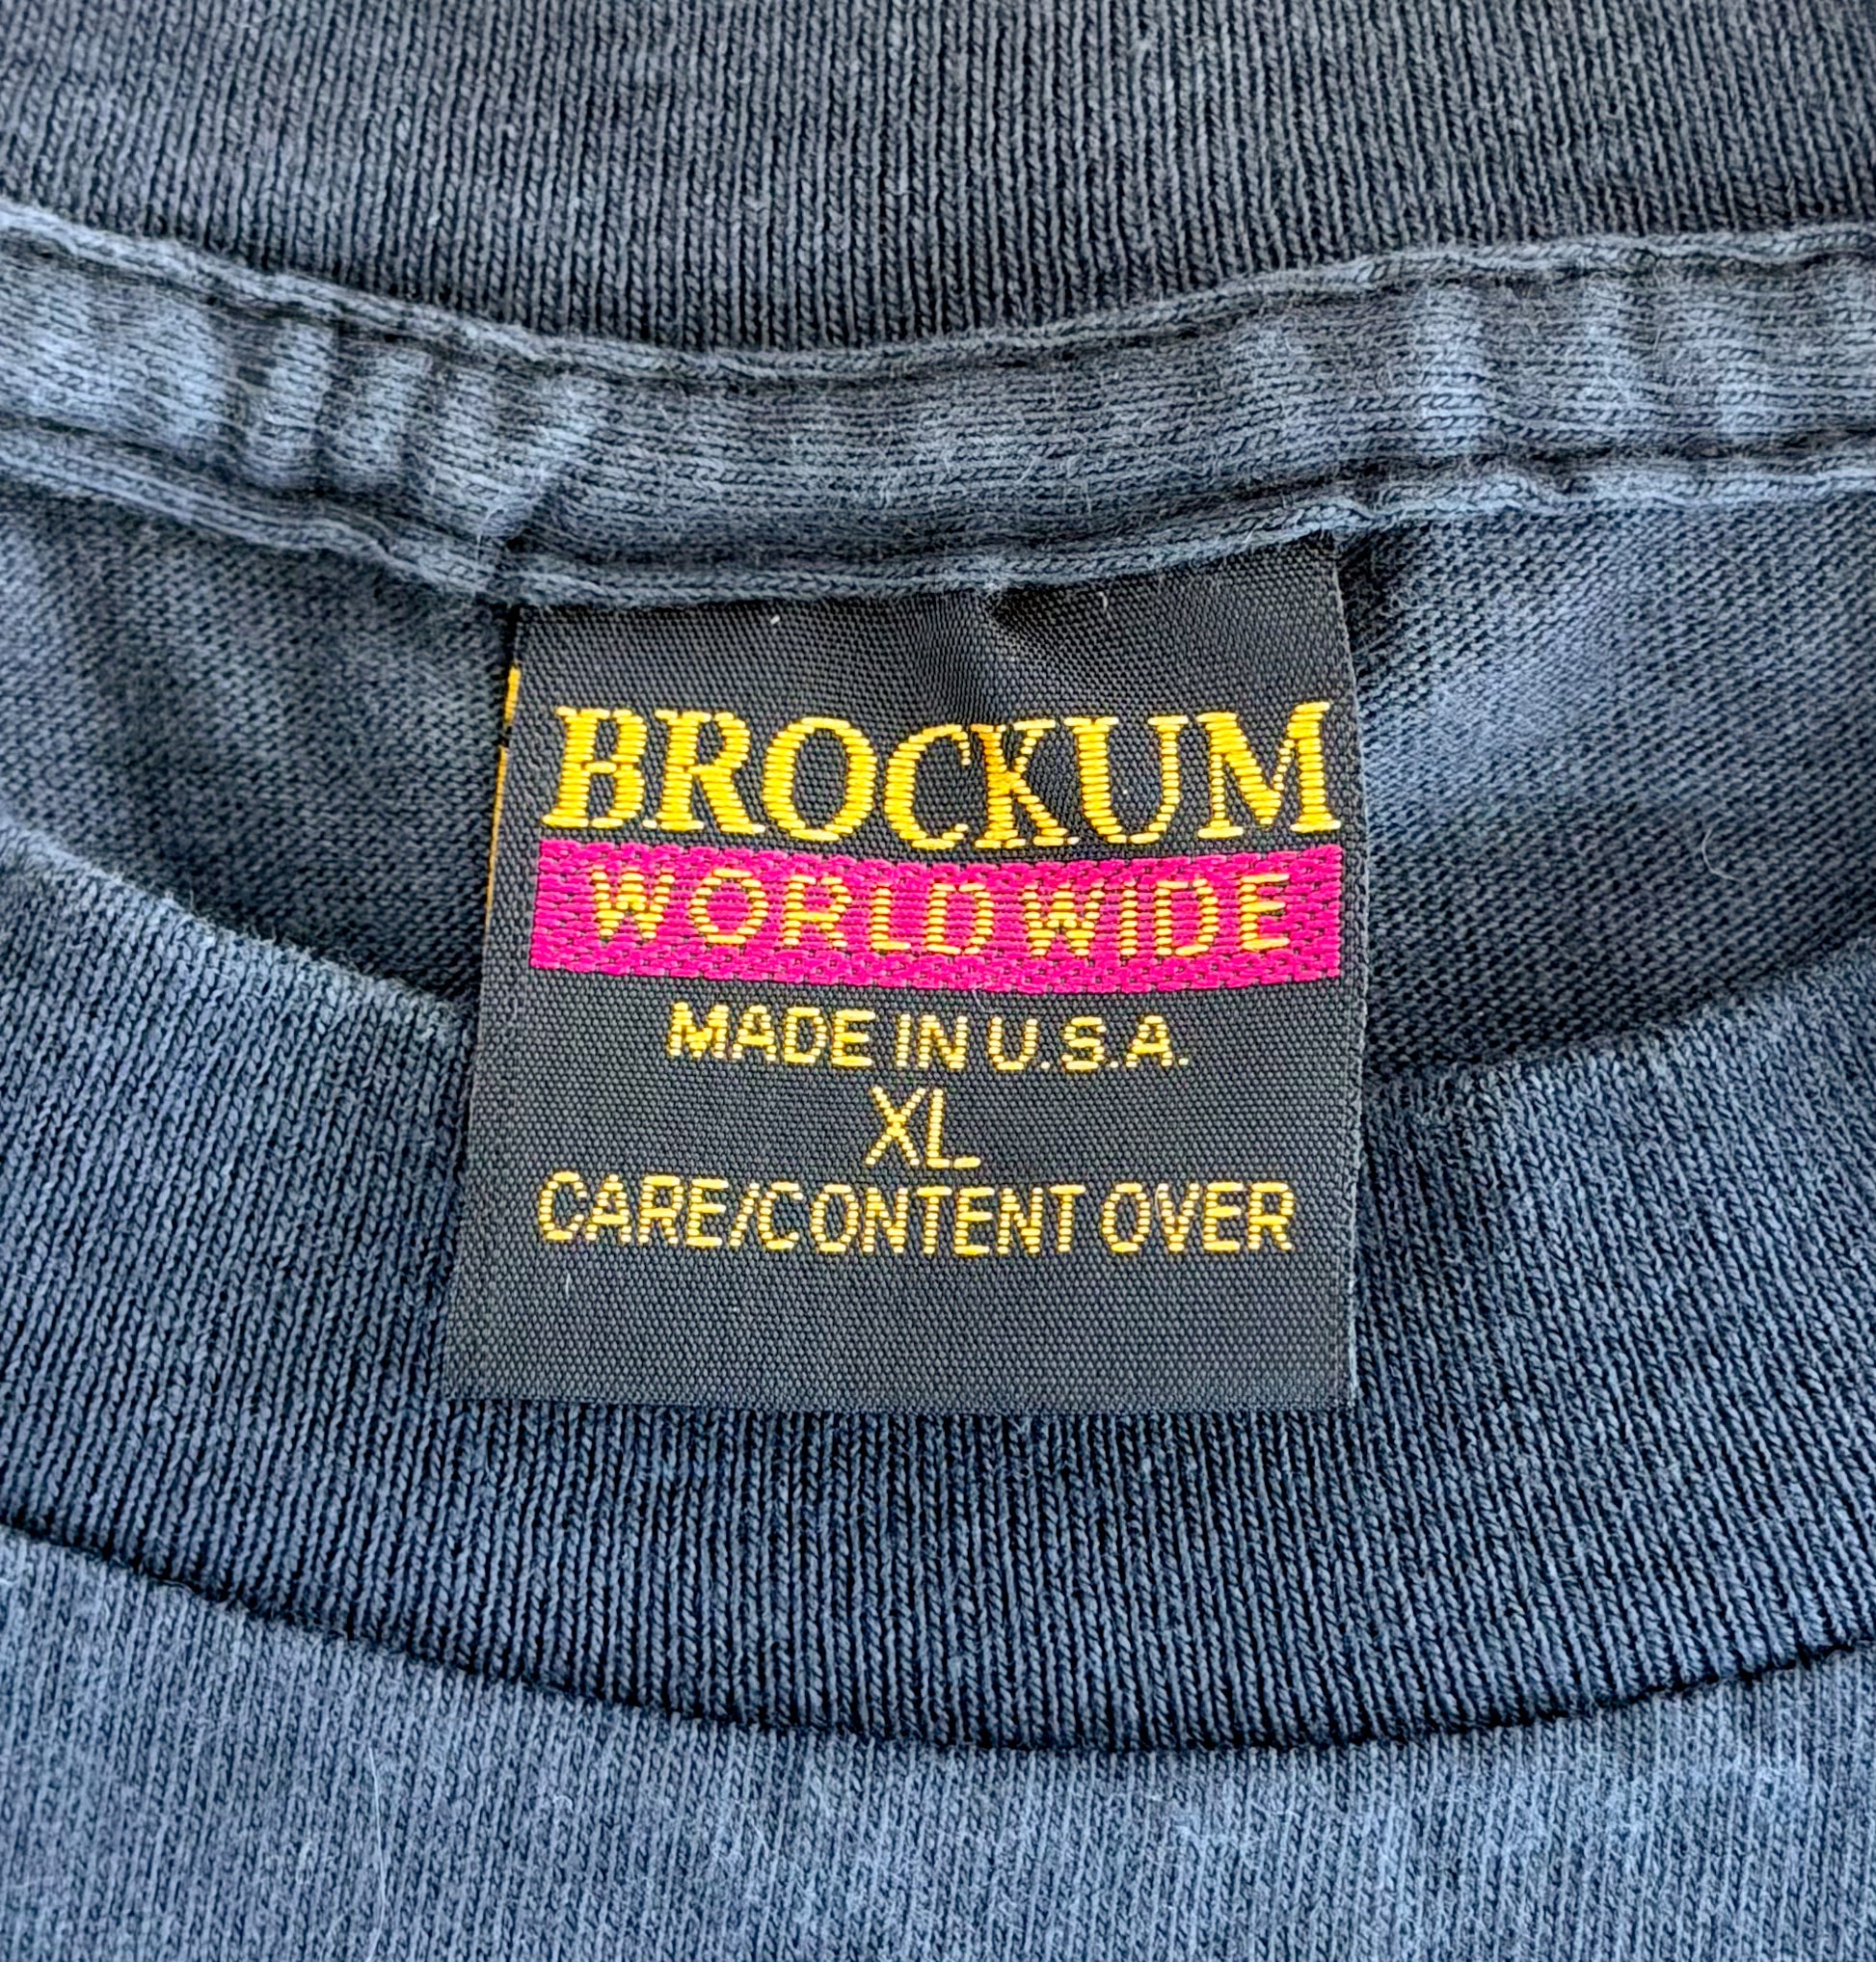 BROCKUM
WORLDWIDE
MADE IN U.S.A.
XL
CARE/CONTENT OVER